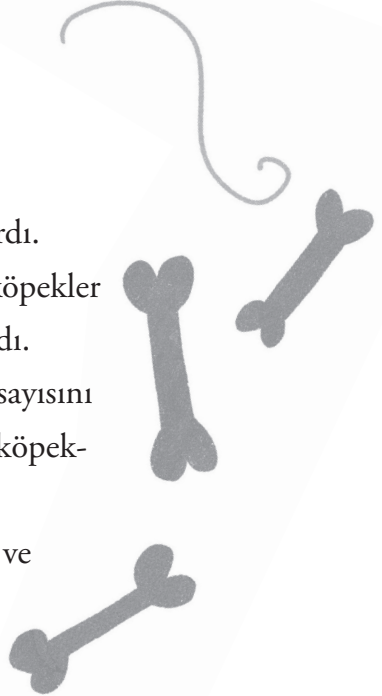 rdı.
köpekler
dı.
sayısını
köpek-
ve